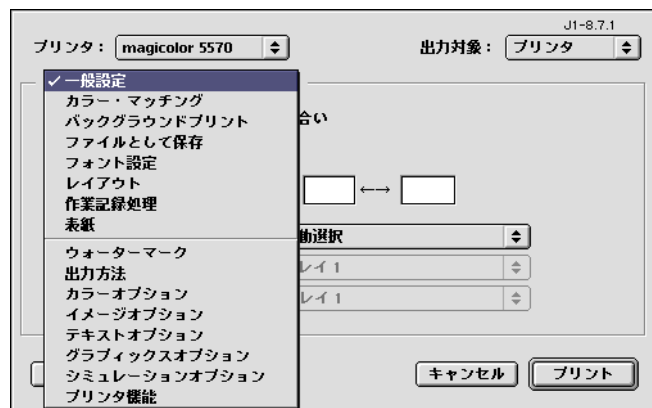 J1-8.7.1
プリンタ： magicolor 5570 出力対象： プリンタ
✓一般設定
カラー・マッチング
バックグラウンドプリント
合い
ファイルとして保存
フォント設定
レイアウト
←→
作業記録処理
表紙
動選択
ウォーターマーク
出力方法
レイ 1
カラーオプション
イメージオプション
レイ 1
テキストオプション
グラフィックスオプション
シミュレーションオプション
キャンセル プリント
プリンタ機能